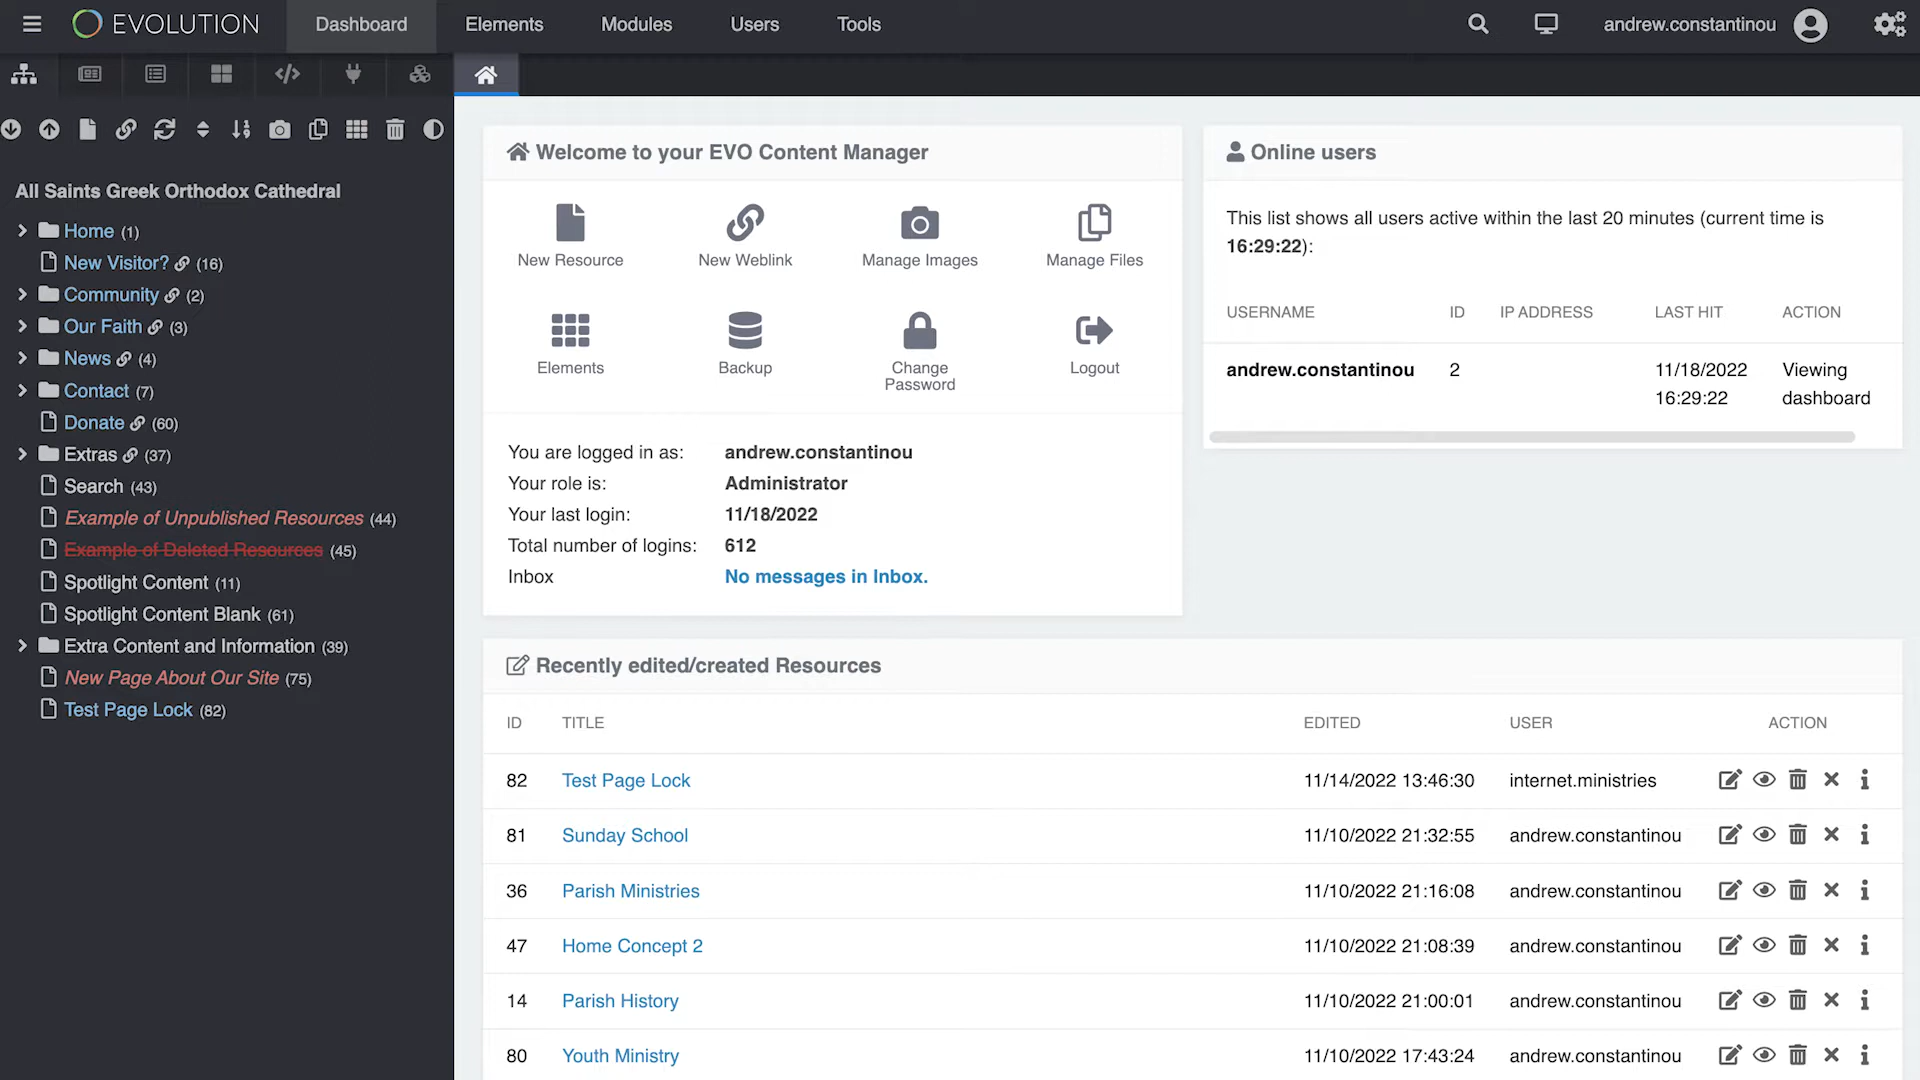 EVOLUTION
Dashboard
Elements
Modules
Users
Tools
andrew.constantinou
All Saints Greek Orthodox Cathedral
Home (1)
New Visitor? (16)
Community (2)
Our Faith (3)
News (4)
Contact (7)
Donate (60)
Extras (37)
Search (43)
Example of Unpublished Resources (44)
Example of Deleted Resources (45)
Spotlight Content (11)
Spotlight Content Blank (61)
Extra Content and Information (39)
New Page About Our Site (75)
Test Page Lock (82)
Welcome to your EVO Content Manager
New Resource
New Weblink
Manage Images
Manage Files
Elements
Backup
Change
Password
Logout
You are logged in as: andrew.constantinou
Your role is: Administrator
Your last login: 11/18/2022
Total number of logins: 612
Inbox No messages in Inbox.
Online users
This list shows all users active within the last 20 minutes (current time is
16:29:22):
USERNAME ID IP ADDRESS LAST HIT ACTION
andrew.constantinou 2 11/18/2022 Viewing
16:29:22 dashboard
Recently edited/created Resources
ID TITLE EDITED USER ACTION
82 Test Page Lock 11/14/2022 13:46:30 internet.ministries
81 Sunday School 11/10/2022 21:32:55 andrew.constantinou
36 Parish Ministries 11/10/2022 21:16:08 andrew.constantinou
47 Home Concept 2 11/10/2022 21:08:39 andrew.constantinou
14 Parish History 11/10/2022 21:00:01 andrew.constantinou
80 Youth Ministry 11/10/2022 17:43:24 andrew.constantinou